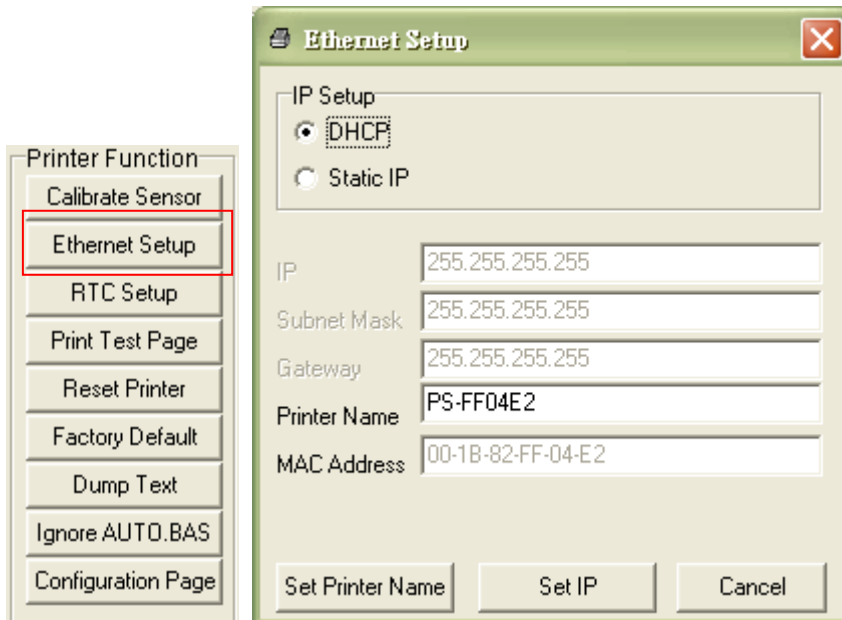 Printer Function
Calibrate Sensor
Ethernet Setup
RTC Setup
Print Test Page
Reset Printer
Factory Default
Dump Text
Ignore AUTO.BAS
Configuration Page
Ethernet Setup
IP Setup
DHCP
Static IP
IP 255.255.255.255
Subnet Mask 255.255.255.255
Gateway 255.255.255.255
Printer Name PS-FF04E2
MAC Address 00-1B-82-FF-04-E2
Set Printer Name Set IP Cancel